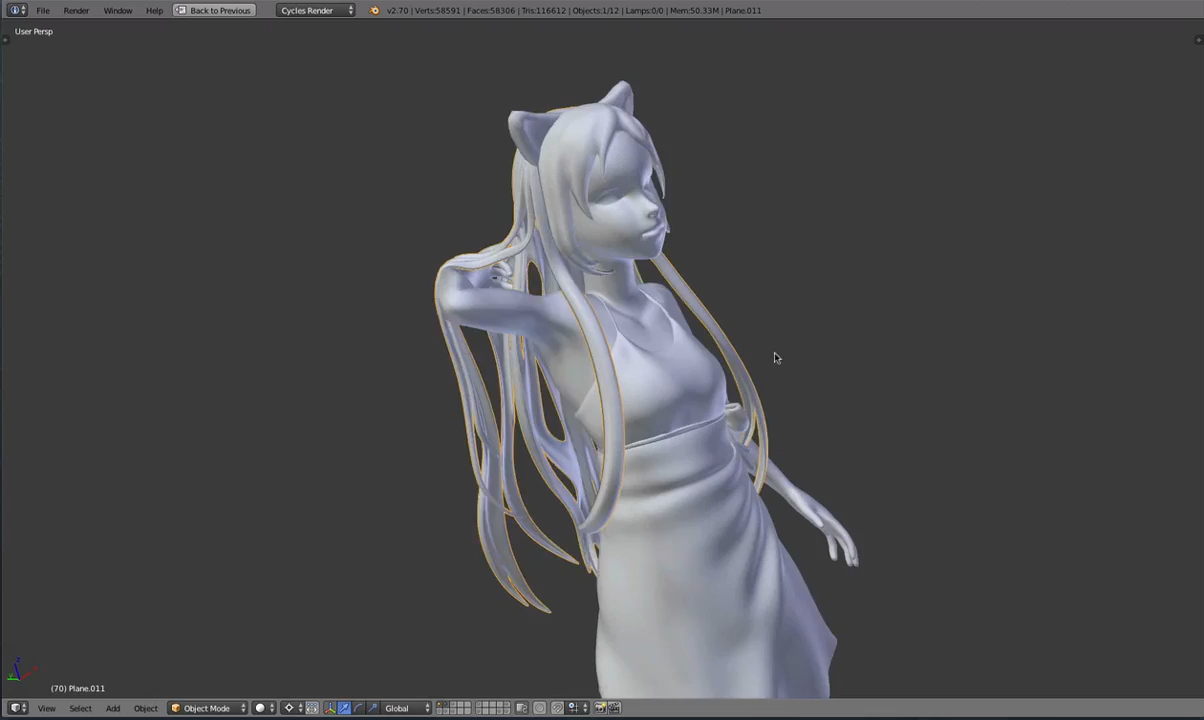 File Render Window Help Back to Previous Cycles Render v2.70 | Verts:58591 | Faces:58306 | Tris:116612 | Objects:1/12 | Lamps:0/0 | Mem:50.33M | Plane.011
User Persp
(70) Plane.011
View Select Add Object Object Mode Global